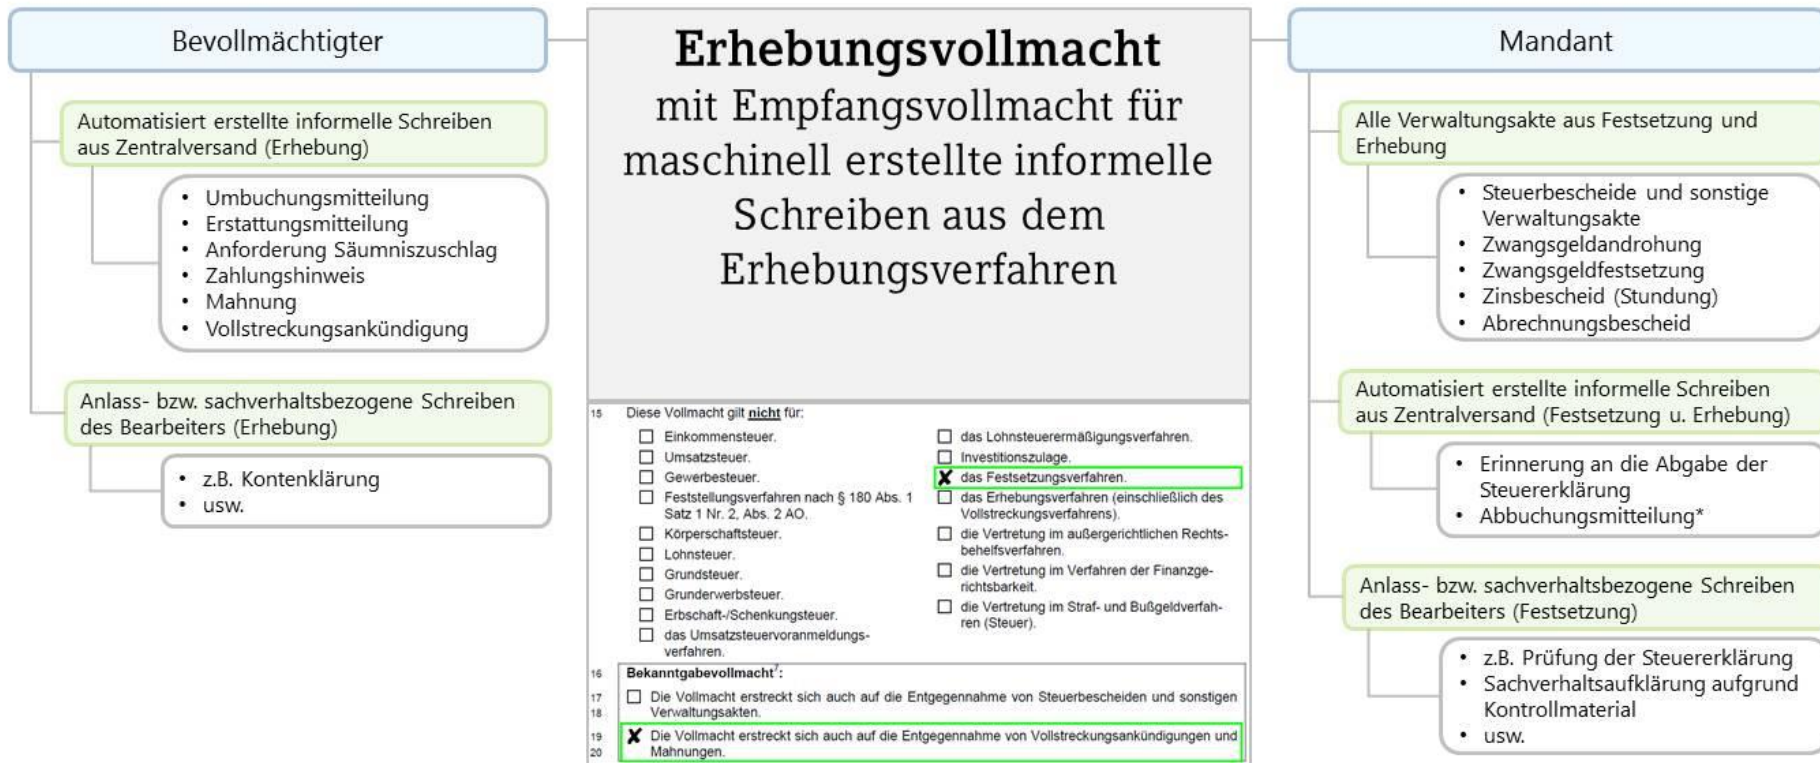 Bevollmächtigter
Automatisiert erstellte informelle Schreiben
aus Zentralversand (Erhebung)
• Umbuchungsmitteilung
• Erstattungsmitteilung
• Anforderung Säumniszuschlag
• Zahlungshinweis
• Mahnung
• Vollstreckungsankündigung
Anlass- bzw. sachverhaltsbezogene Schreiben
des Bearbeiters (Erhebung)
• z.B. Kontenklärung
• usw.
Erhebungsvollmacht
mit Empfangsvollmacht für
maschinell erstellte informelle
Schreiben aus dem
Erhebungsverfahren
15 Diese Vollmacht gilt nicht für:
Einkommensteuer.
Umsatzsteuer.
Gewerbesteuer.
Feststellungsverfahren nach § 180 Abs. 1
Satz 1 Nr. 2, Abs. 2 AO.
Körperschaftsteuer.
Lohnsteuer.
Grundsteuer.
Grunderwerbsteuer.
Erbschaft-/Schenkungsteuer.
das Umsatzsteuervoranmeldungs-
verfahren.
das Lohnsteuerermäßigungsverfahren.
Investitionszulage.
✘ das Festsetzungsverfahren.
das Erhebungsverfahren (einschließlich des
Vollstreckungsverfahrens).
die Vertretung im außergerichtlichen Rechts-
behelfsverfahren.
die Vertretung im Verfahren der Finanzge-
richtsbarkeit.
die Vertretung im Straf- und Bußgeldverfah-
ren (Steuer).
16 Bekanntgabevollmacht⁷:
17 Die Vollmacht erstreckt sich auch auf die Entgegennahme von Steuerbescheiden und sonstigen
18 Verwaltungsakten.
19 ✘ Die Vollmacht erstreckt sich auch auf die Entgegennahme von Vollstreckungsankündigungen und
20 Mahnungen.
Mandant
Alle Verwaltungsakte aus Festsetzung und
Erhebung
• Steuerbescheide und sonstige
Verwaltungsakte
• Zwangsgeldandrohung
• Zwangsgeldfestsetzung
• Zinsbescheid (Stundung)
• Abrechnungsbescheid
Automatisiert erstellte informelle Schreiben
aus Zentralversand (Festsetzung u. Erhebung)
• Erinnerung an die Abgabe der
Steuererklärung
• Abbuchungsmitteilung*
Anlass- bzw. sachverhaltsbezogene Schreiben
des Bearbeiters (Festsetzung)
• z.B. Prüfung der Steuererklärung
• Sachverhaltsaufklärung aufgrund
Kontrollmaterial
• usw.